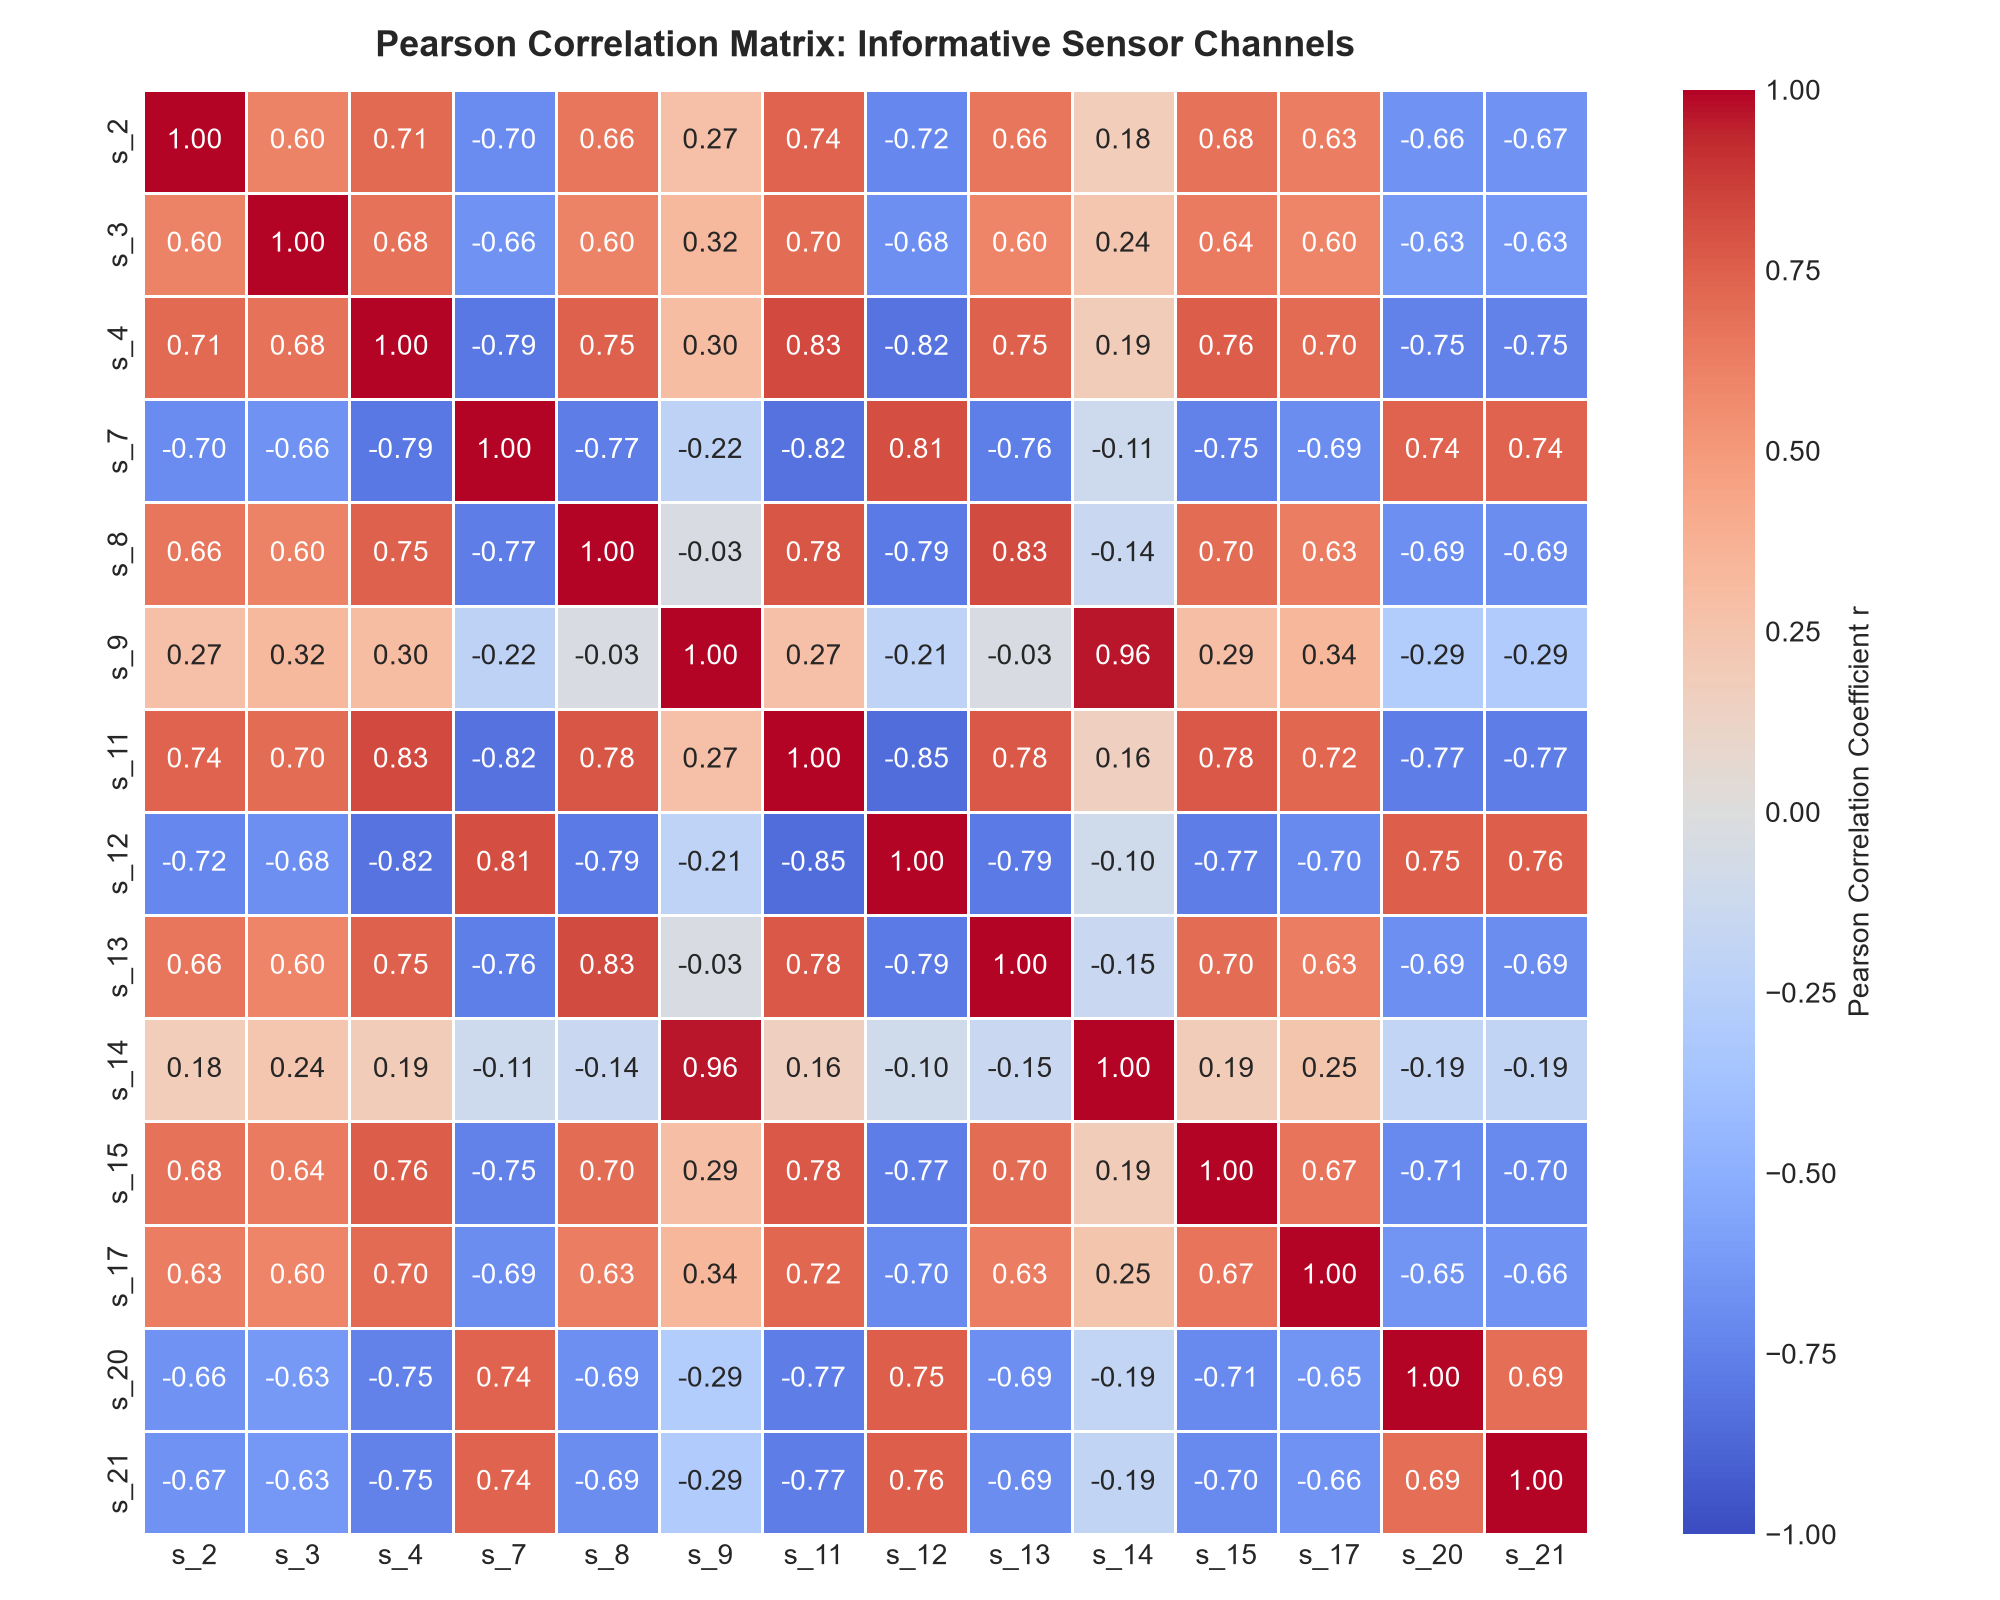 Pearson Correlation Matrix: Informative Sensor Channels
s_2 1.00 0.60 0.71 -0.70 0.66 0.27 0.74 -0.72 0.66 0.18 0.68 0.63 -0.66 -0.67
s_3 0.60 1.00 0.68 -0.66 0.60 0.32 0.70 -0.68 0.60 0.24 0.64 0.60 -0.63 -0.63
s_4 0.71 0.68 1.00 -0.79 0.75 0.30 0.83 -0.82 0.75 0.19 0.76 0.70 -0.75 -0.75
s_7 -0.70 -0.66 -0.79 1.00 -0.77 -0.22 -0.82 0.81 -0.76 -0.11 -0.75 -0.69 0.74 0.74
s_8 0.66 0.60 0.75 -0.77 1.00 -0.03 0.78 -0.79 0.83 -0.14 0.70 0.63 -0.69 -0.69
s_9 0.27 0.32 0.30 -0.22 -0.03 1.00 0.27 -0.21 -0.03 0.96 0.29 0.34 -0.29 -0.29
s_11 0.74 0.70 0.83 -0.82 0.78 0.27 1.00 -0.85 0.78 0.16 0.78 0.72 -0.77 -0.77
s_12 -0.72 -0.68 -0.82 0.81 -0.79 -0.21 -0.85 1.00 -0.79 -0.10 -0.77 -0.70 0.75 0.76
s_13 0.66 0.60 0.75 -0.76 0.83 -0.03 0.78 -0.79 1.00 -0.15 0.70 0.63 -0.69 -0.69
s_14 0.18 0.24 0.19 -0.11 -0.14 0.96 0.16 -0.10 -0.15 1.00 0.19 0.25 -0.19 -0.19
s_15 0.68 0.64 0.76 -0.75 0.70 0.29 0.78 -0.77 0.70 0.19 1.00 0.67 -0.71 -0.70
s_17 0.63 0.60 0.70 -0.69 0.63 0.34 0.72 -0.70 0.63 0.25 0.67 1.00 -0.65 -0.66
s_20 -0.66 -0.63 -0.75 0.74 -0.69 -0.29 -0.77 0.75 -0.69 -0.19 -0.71 -0.65 1.00 0.69
s_21 -0.67 -0.63 -0.75 0.74 -0.69 -0.29 -0.77 0.76 -0.69 -0.19 -0.70 -0.66 0.69 1.00
s_2 s_3 s_4 s_7 s_8 s_9 s_11 s_12 s_13 s_14 s_15 s_17 s_20 s_21
1.00
0.75
0.50
0.25
0.00
−0.25
−0.50
−0.75
−1.00
Pearson Correlation Coefficient r